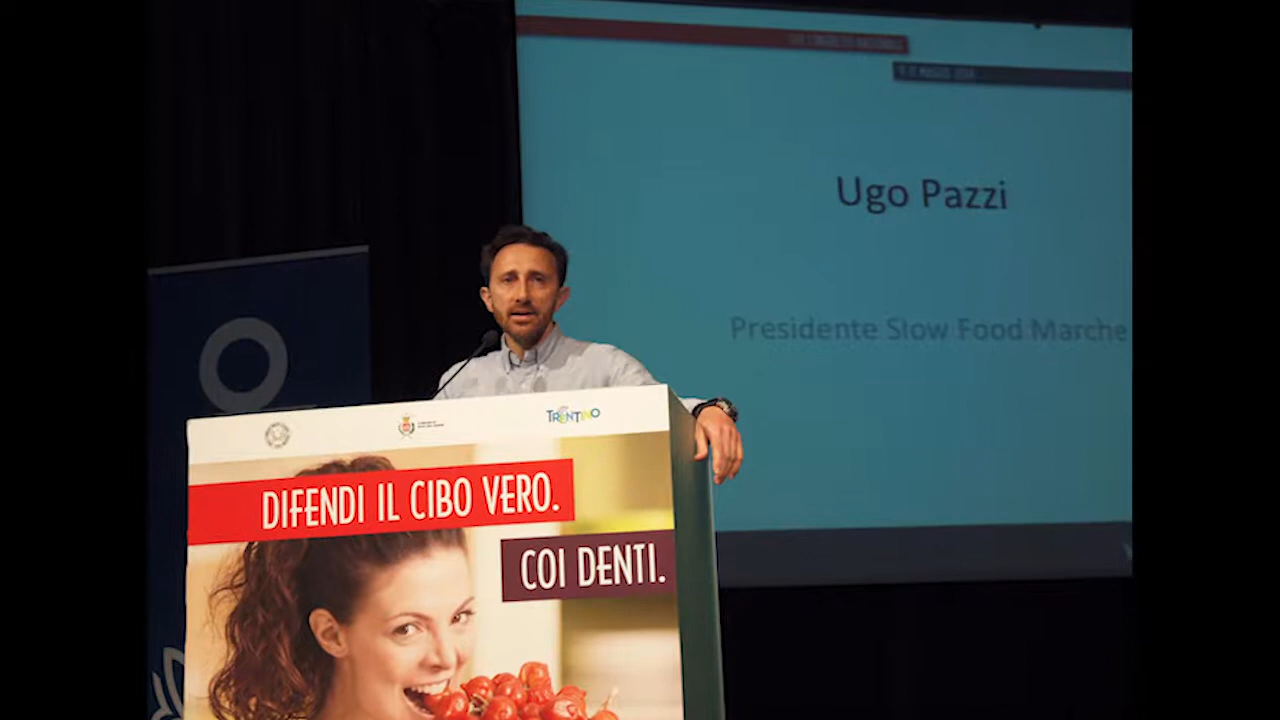 Ugo Pazzi
Presidente Slow Food Marche
TRENTINO
DIFENDI IL CIBO VERO.
COI DENTI.